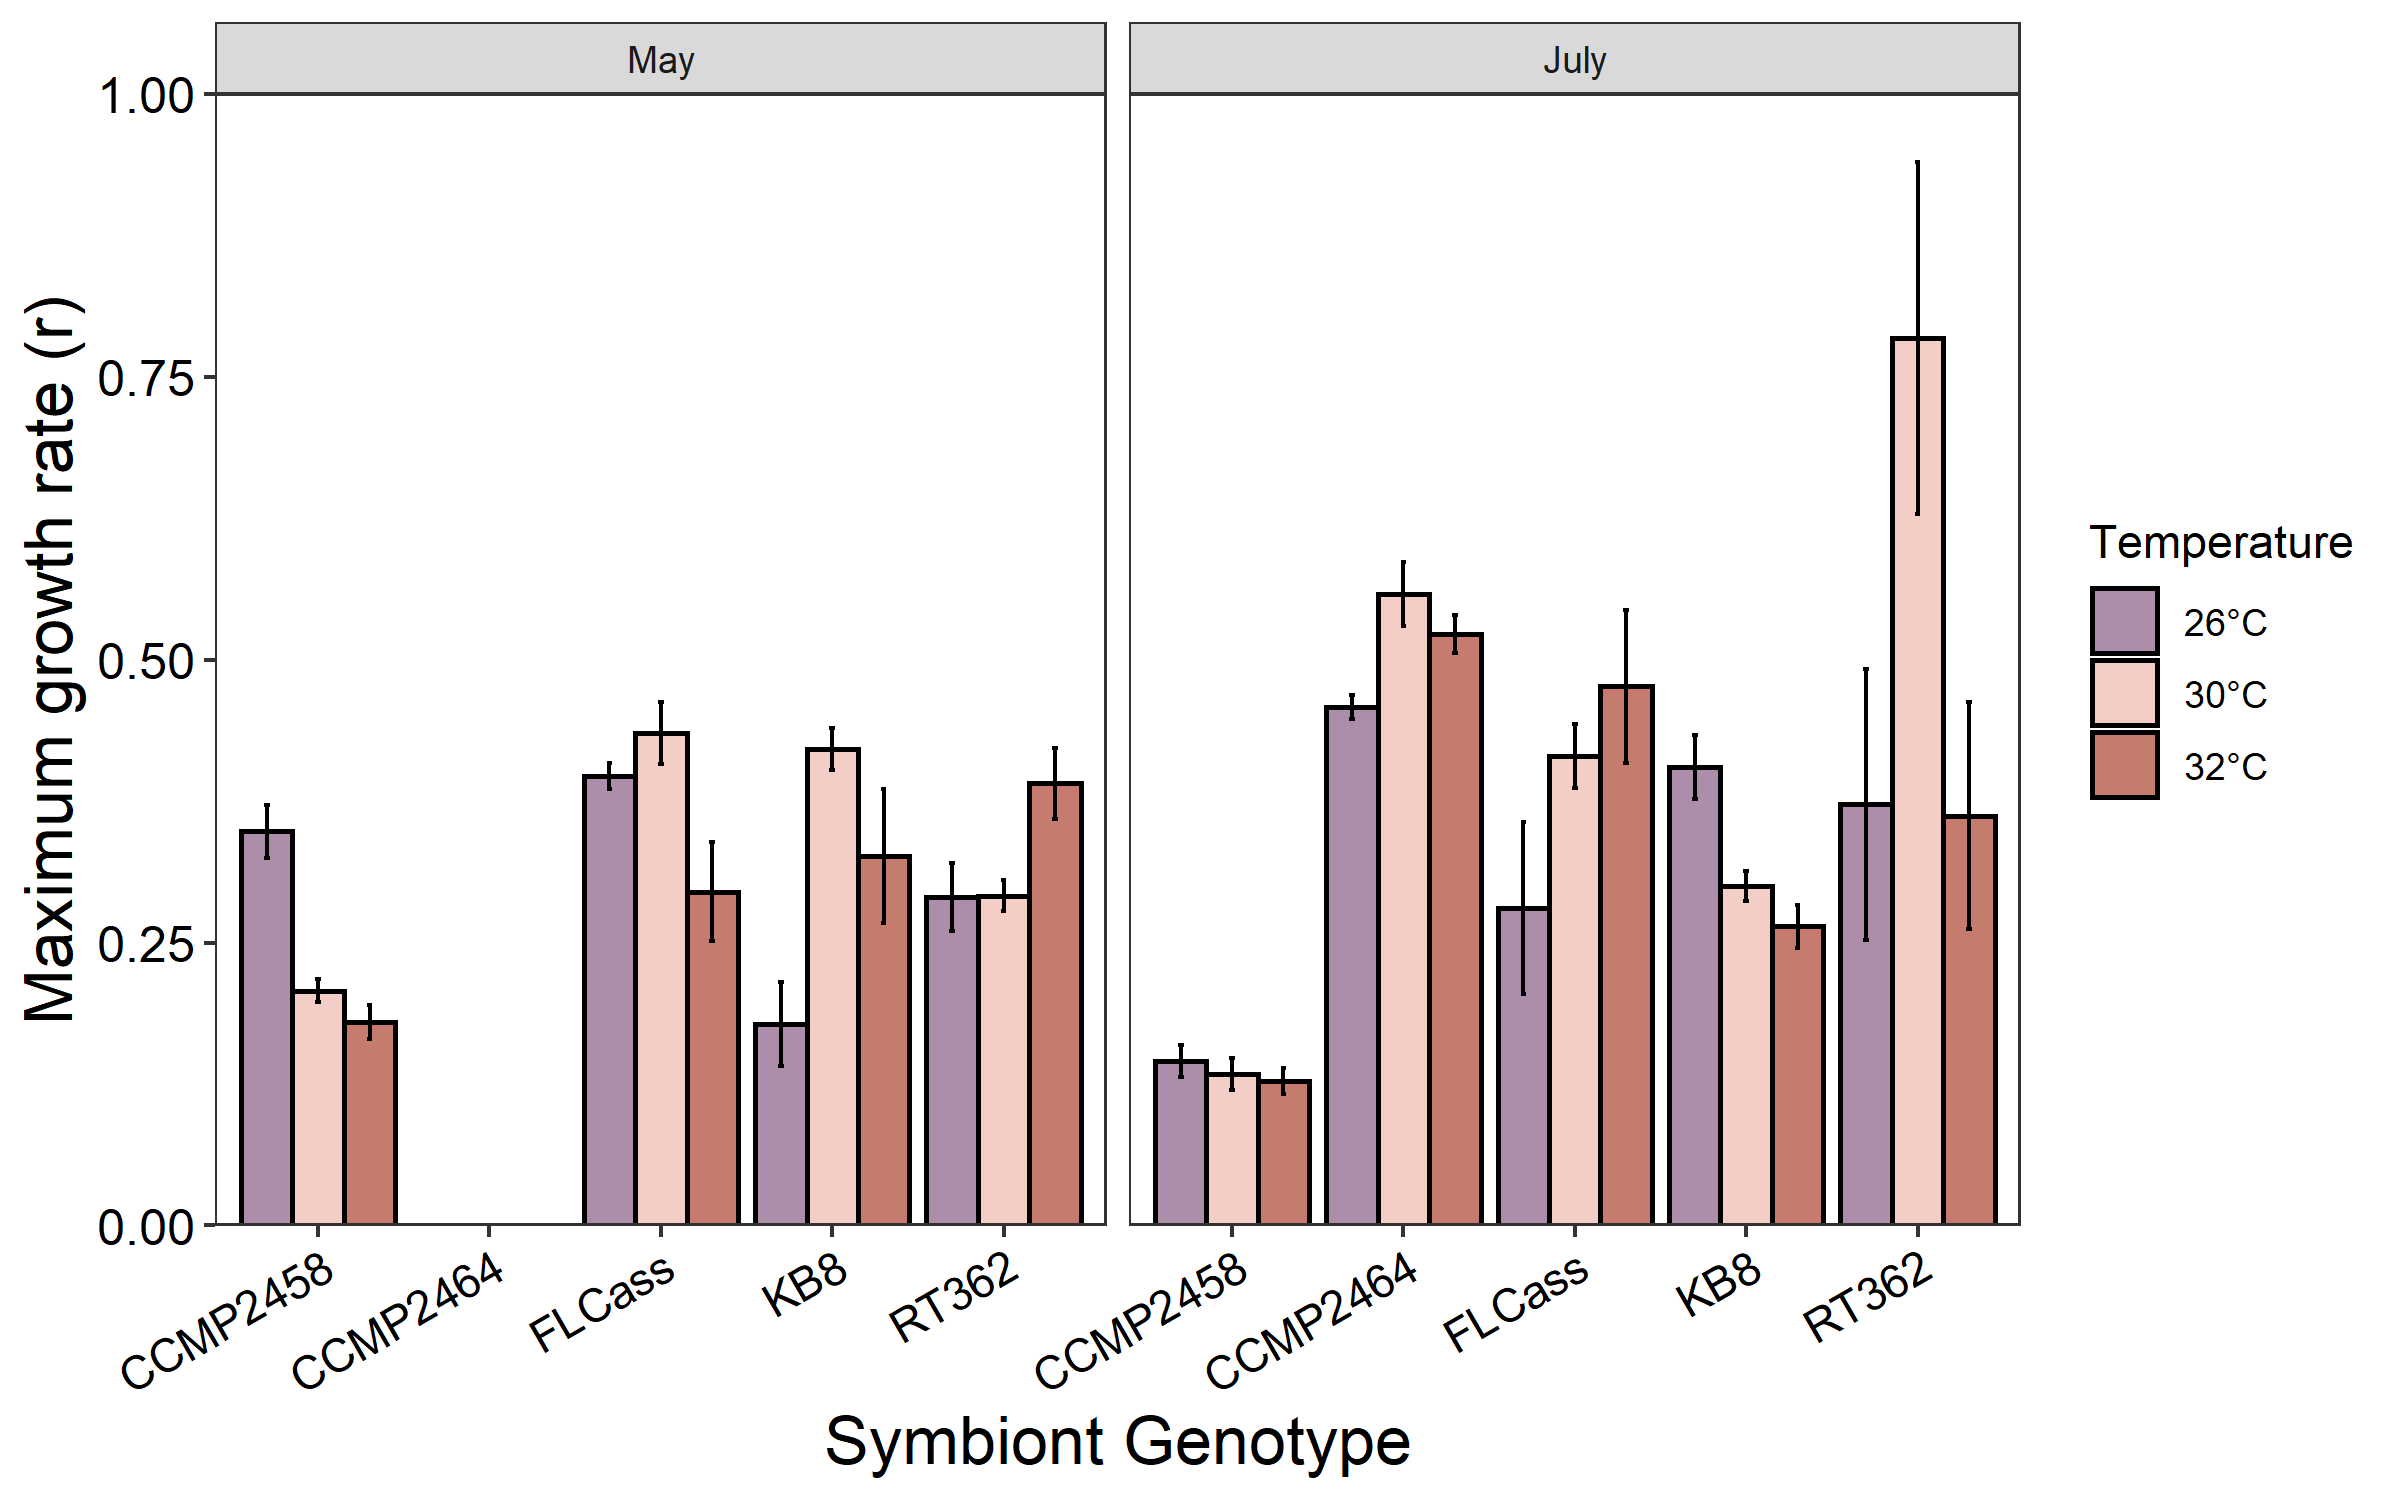 May
July
Maximum growth rate (r)
1.00
0.75
0.50
0.25
0.00
CCMP2458
CCMP2464
FLCass
KB8
RT362
CCMP2458
CCMP2464
FLCass
KB8
RT362
Symbiont Genotype
Temperature
26°C
30°C
32°C